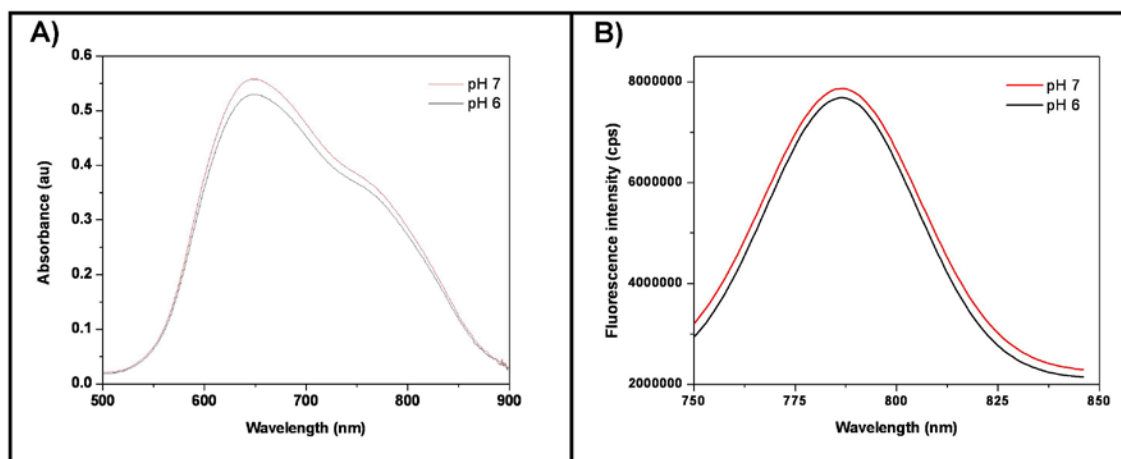 A)
0.6
0.5
0.4
0.3
0.2
0.1
0.0
Absorbance (au)
pH 7
pH 6
500 600 700 800 900
Wavelength (nm)
B)
8000000
6000000
4000000
2000000
Fluorescence intensity (cps)
pH 7
pH 6
750 775 800 825 850
Wavelength (nm)